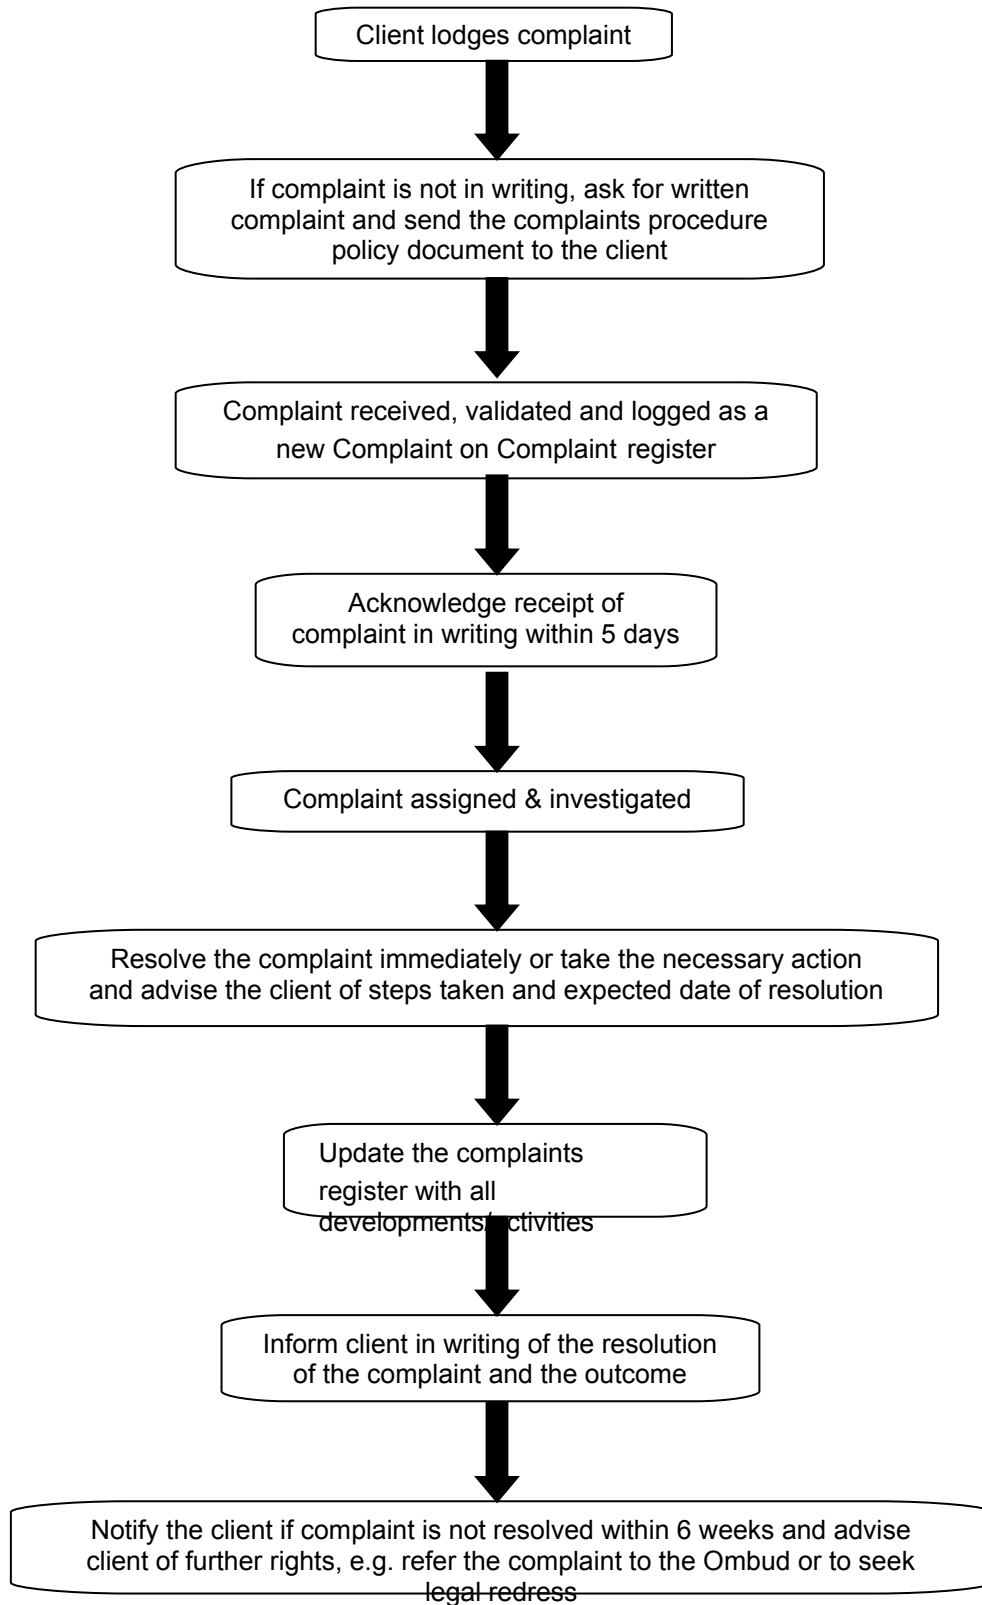 Client lodges complaint
If complaint is not in writing, ask for written
complaint and send the complaints procedure
policy document to the client
Complaint received, validated and logged as a
new Complaint on Complaint register
Acknowledge receipt of
complaint in writing within 5 days
Complaint assigned & investigated
Resolve the complaint immediately or take the necessary action
and advise the client of steps taken and expected date of resolution
Update the complaints
register with all
developments/activities
Inform client in writing of the resolution
of the complaint and the outcome
Notify the client if complaint is not resolved within 6 weeks and advise
client of further rights, e.g. refer the complaint to the Ombud or to seek
legal redress